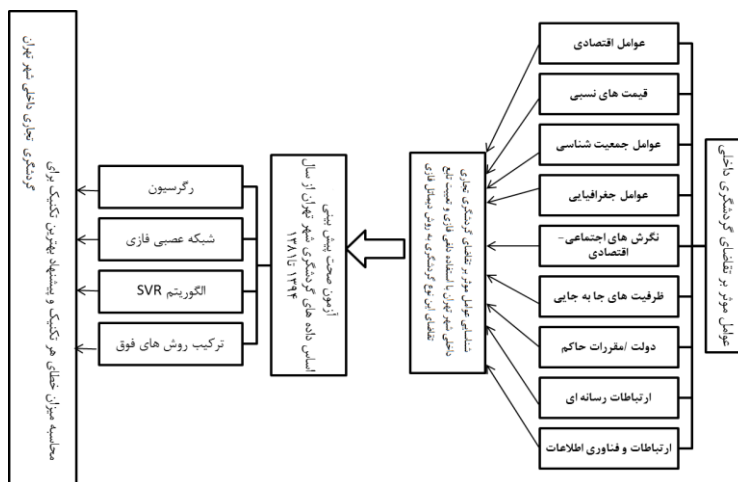 عوامل موثر بر تقاضای گردشگری داخلی
عوامل اقتصادی
قیمت های نسبی
عوامل جمعیت شناسی
عوامل جغرافیایی
نگرش های اجتماعی-
اقتصادی
ظرفیت های جا به جایی
دولت /مقررات حاکم
ارتباطات رسانه ای
ارتباطات و فناوری اطلاعات
شناسایی عوامل موثر بر تقاضای گردشگری تجاری
داخلی شهر تهران با استفاده دلفی فازی و تعییت تابع
تقاضای این نوع گردشگری به روش دیماتل فازی
آزمون صحت پیش بینی
اساس داده های گردشگری شهر تهران از سال
۱۳۸۱ تا ۱۳۹۴
رگرسیون
شبکه عصبی فازی
الگوریتم SVR
ترکیب روش های فوق
محاسبه میزان خطای هر تکنیک و پیشنهاد بهترین تکنیک برای
گردشگری تجاری داخلی شهر تهران